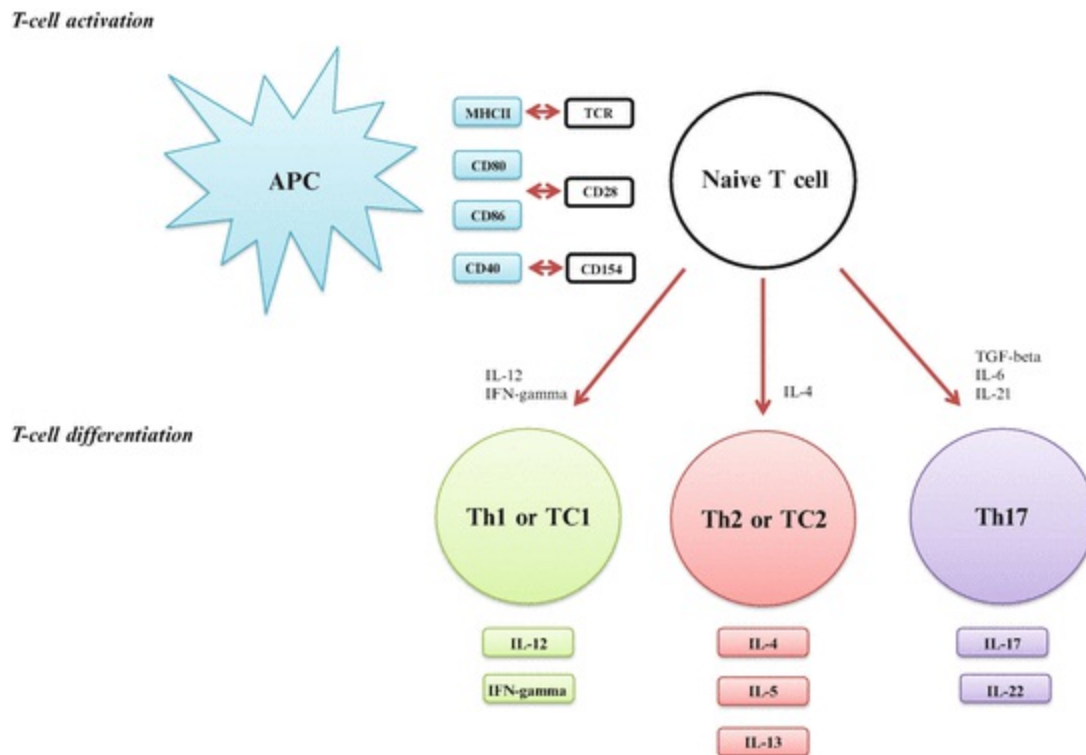 T-cell activation
MHCII
TCR
CD80
APC
CD28
Naive T cell
CD86
CD40
CD154
IL-12
IFN-gamma
IL-4
TGF-beta
IL-6
IL-21
T-cell differentiation
Th1 or TC1
Th2 or TC2
Th17
IL-12
IL-4
IL-17
IFN-gamma
IL-5
IL-22
IL-13